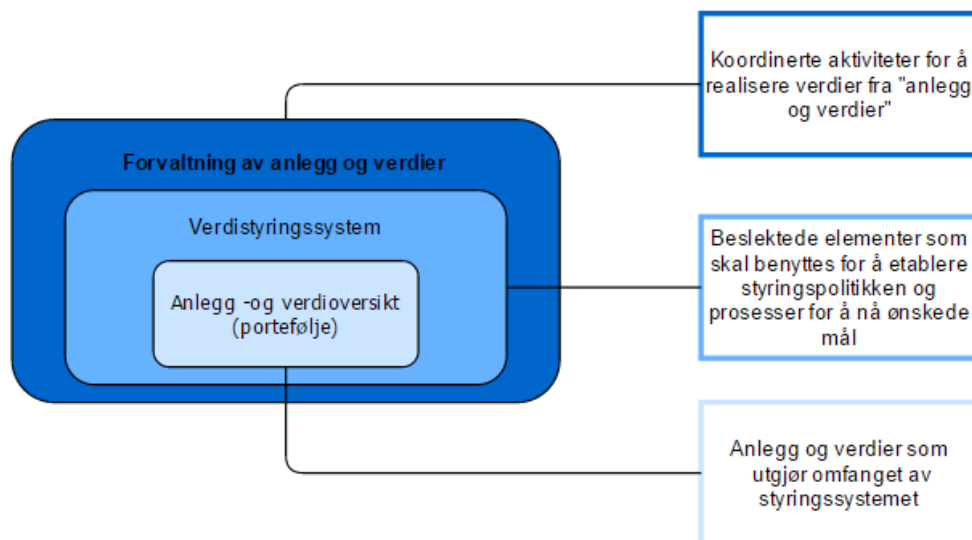 Koordinerte aktiviteter for å
realisere verdier fra "anlegg
og verdier"
Forvaltning av anlegg og verdier
Verdistyringssystem
Anlegg -og verdioversikt
(portefølje)
Beslektede elementer som
skal benyttes for å etablere
styringspolitikken og
prosesser for å nå ønskede
mål
Anlegg og verdier som
utgjør omfanget av
styringssystemet